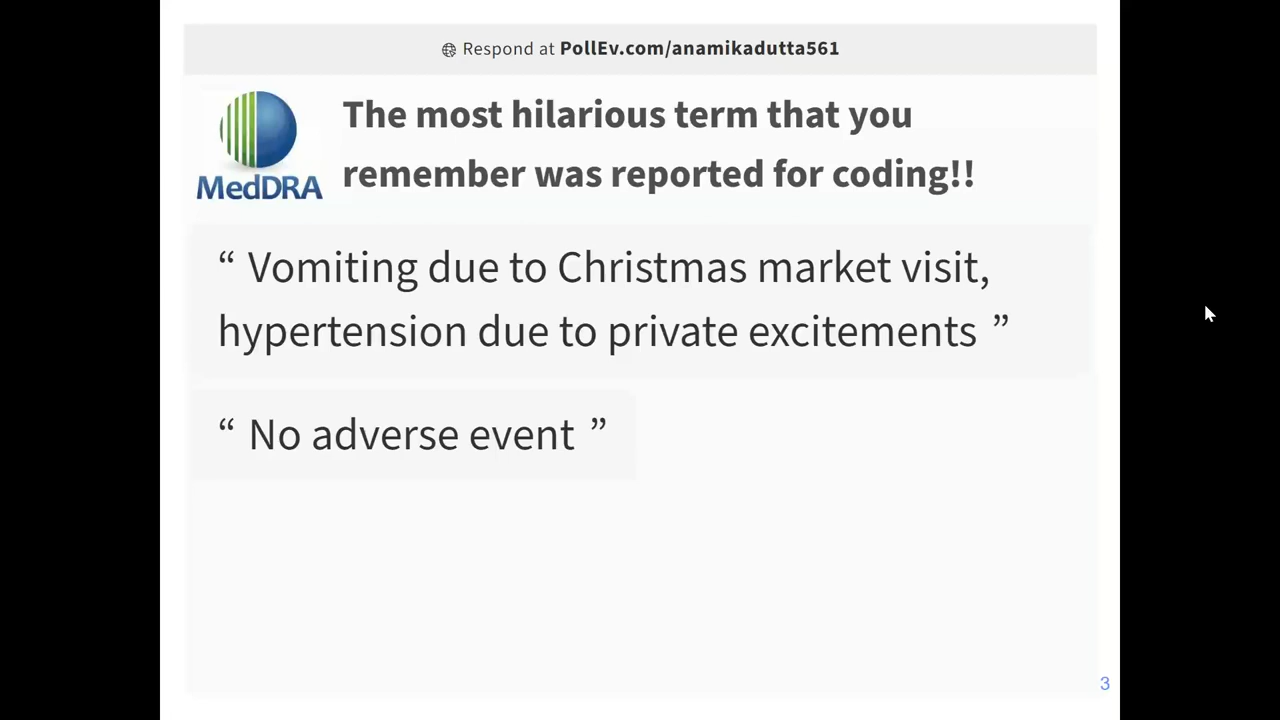 Respond at PollEv.com/anamikadutta561
The most hilarious term that you
remember was reported for coding!!
MedDRA
“ Vomiting due to Christmas market visit,
hypertension due to private excitements ”
“ No adverse event ”
3